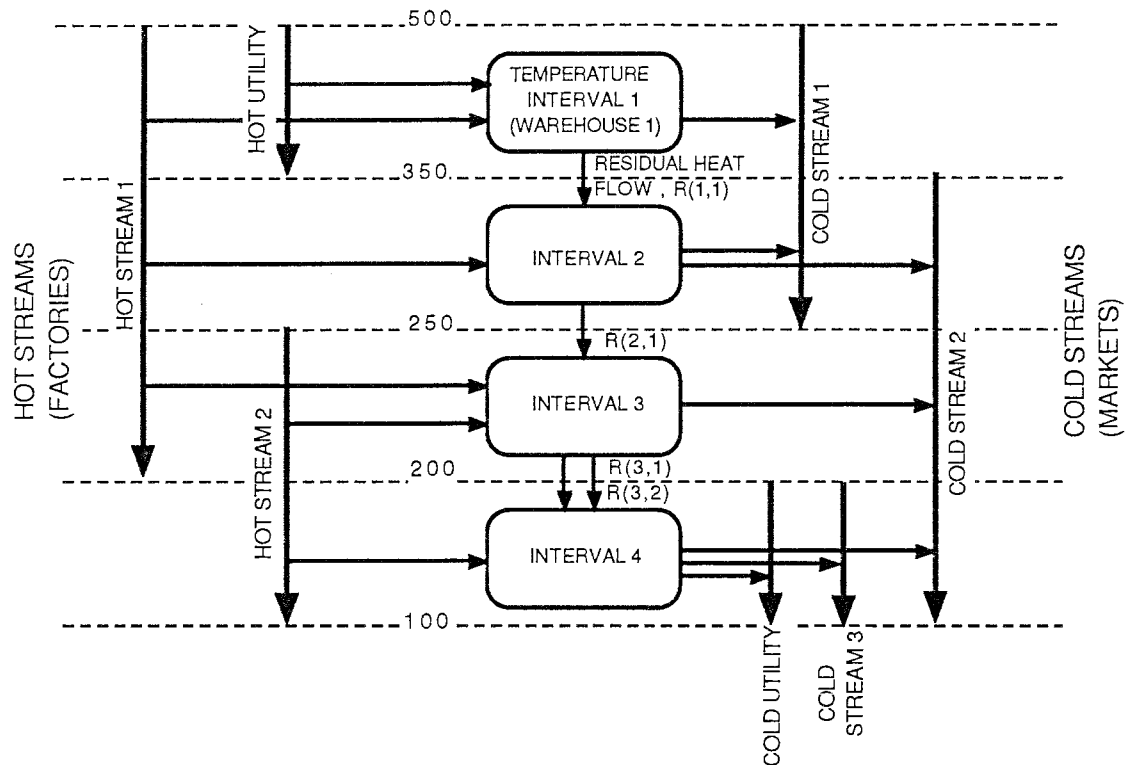 500
HOT UTILITY
TEMPERATURE
INTERVAL 1
(WAREHOUSE 1)
COLD STREAM 1
350
RESIDUAL HEAT
FLOW , R(1,1)
HOT STREAM 1
INTERVAL 2
HOT STREAMS
(FACTORIES)
COLD STREAMS
(MARKETS)
250
R(2,1)
INTERVAL 3
HOT STREAM 2
COLD STREAM 2
200
R(3,1)
R(3,2)
INTERVAL 4
100
COLD UTILITY
COLD
STREAM 3